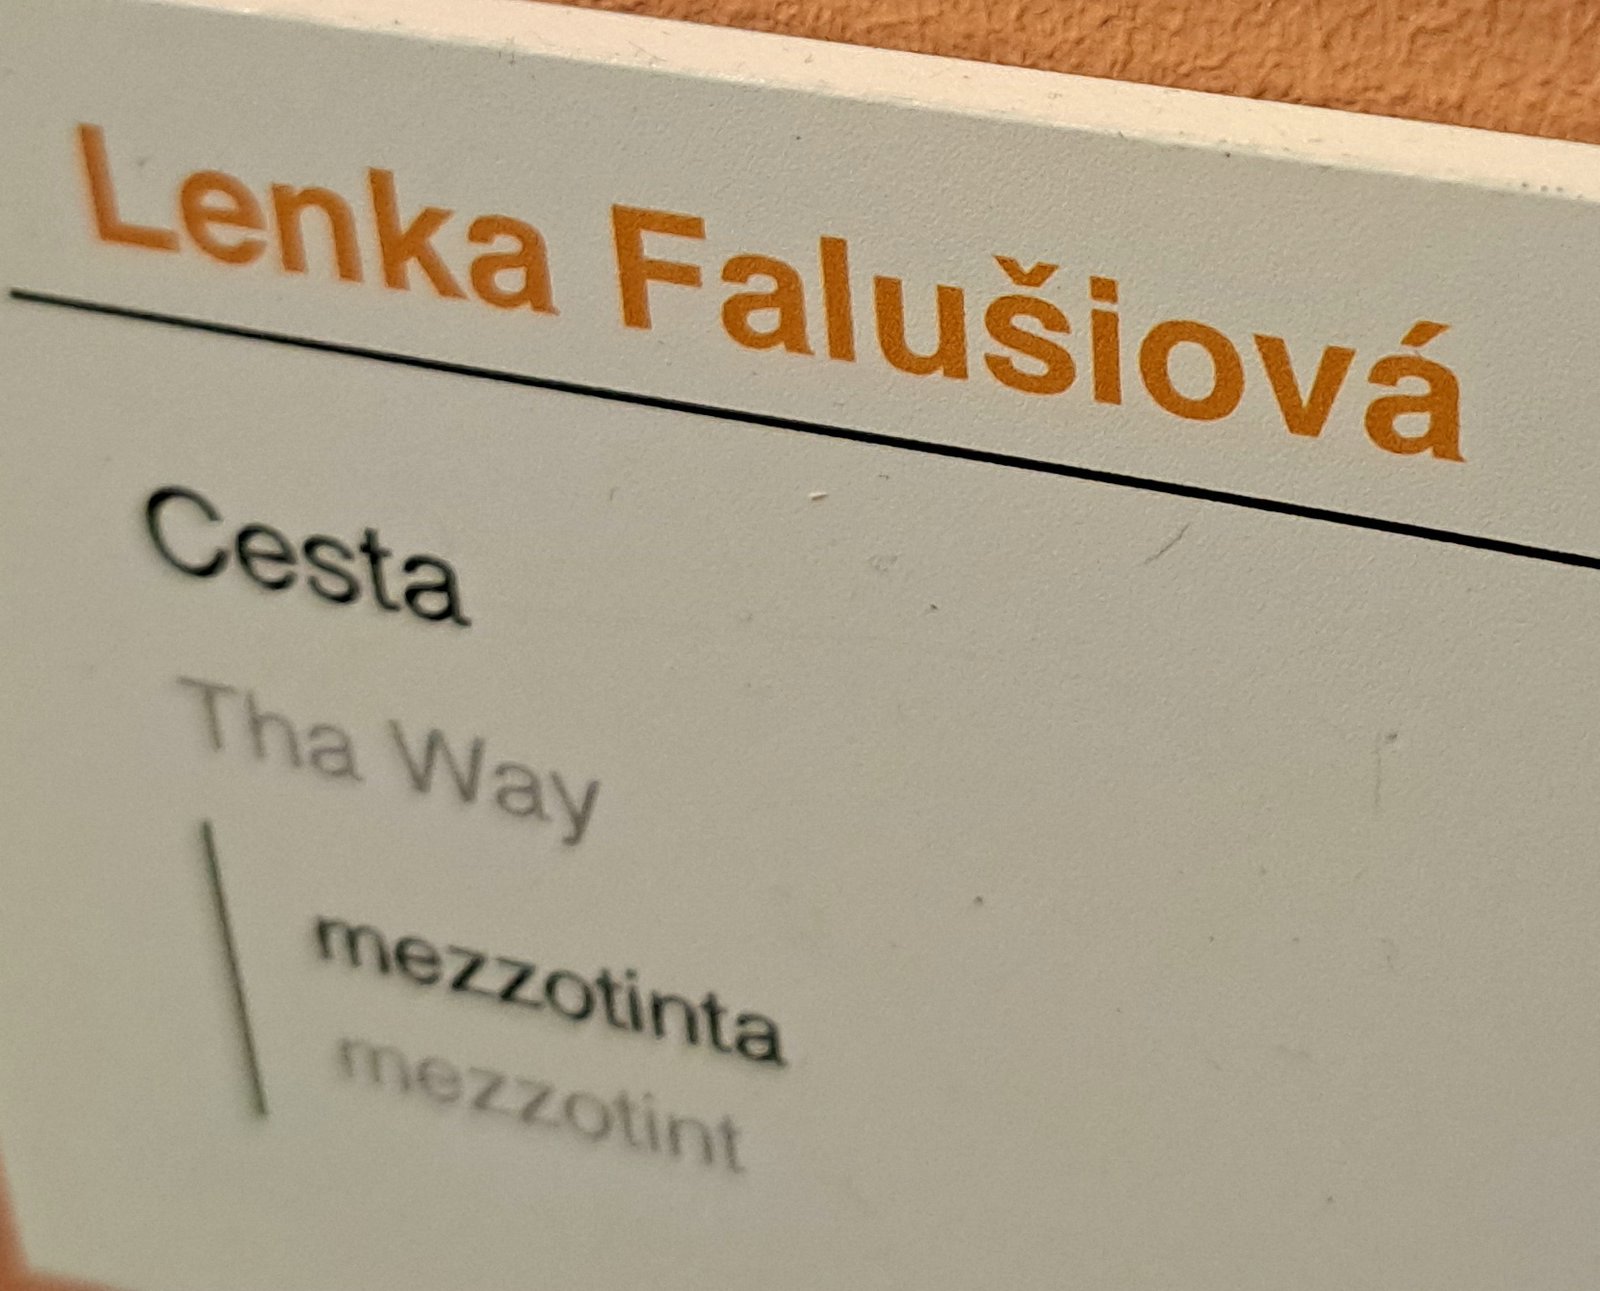 Lenka Falušiová
Cesta
Tha Way
mezzotinta
mezzotint